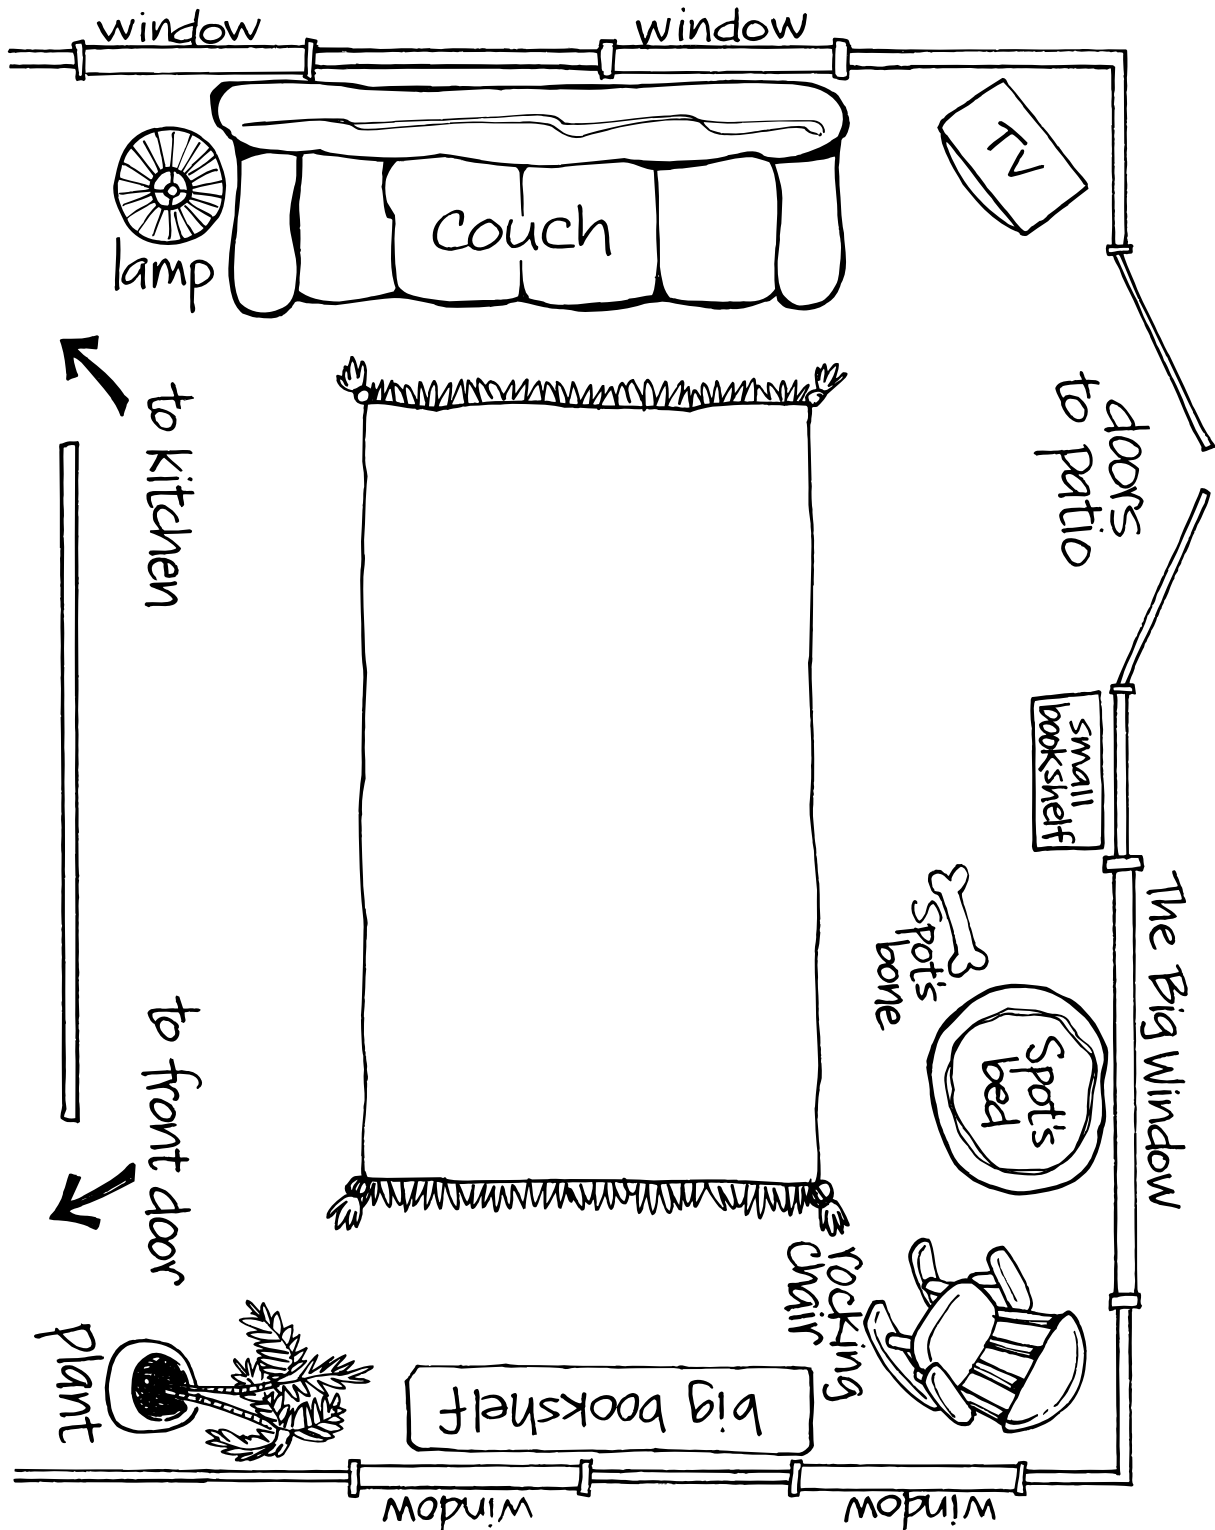 window
window
TV
couch
lamp
to kitchen
doors
to patio
small
bookshelf
Spot's
bone
The Big Window
Spot's
bed
to front door
rocking
chair
plant
big bookshelf
window
window